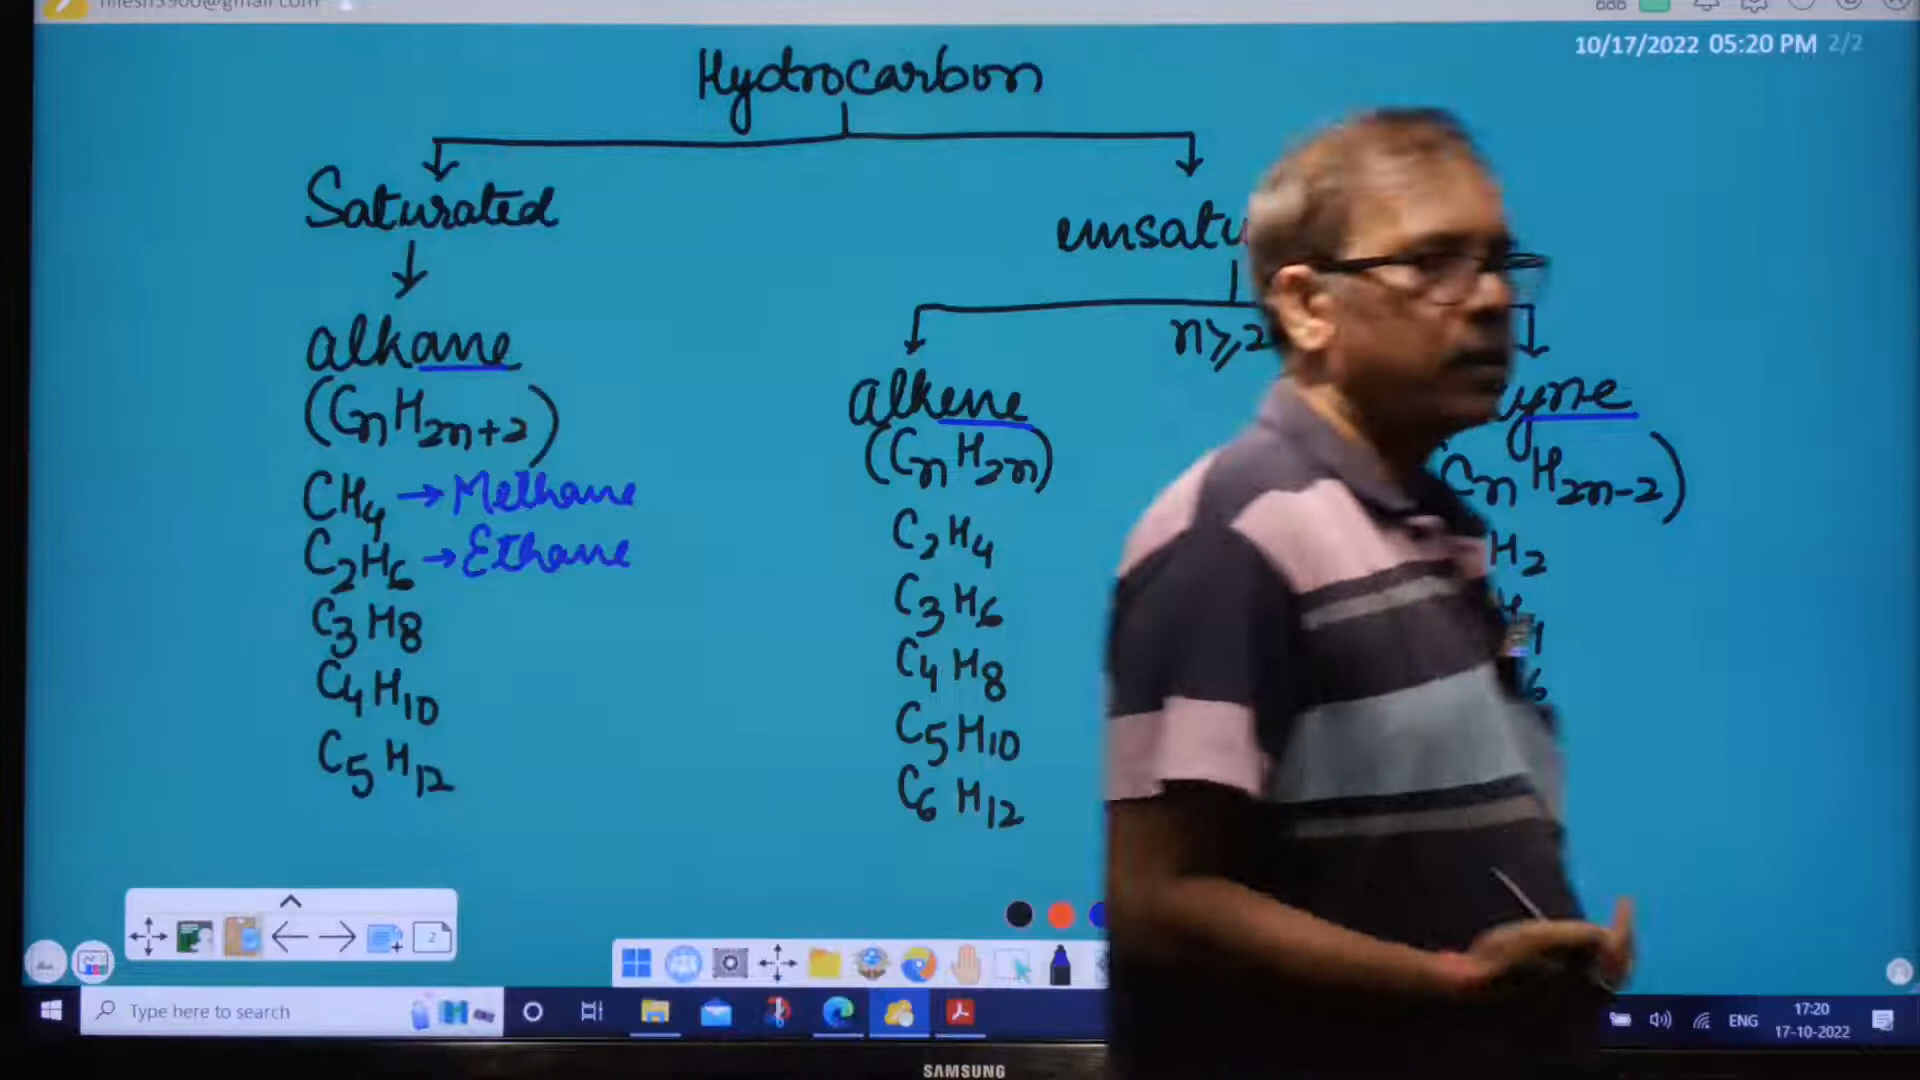 10/17/2022 05:20 PM 2/2
Hydrocarbon
Saturated
alkane
(CnH2n+2)
CH4 → Methane
C2H6 → Ethane
C3H8
C4H10
C5H12
n⩾2
alkene
(CnH2n)
C2H4
C3H6
C4H8
C5H10
C6H12
yne
CnH2n-2)
H2
2
Type here to search
ENG
17:20
17-10-2022
SAMSUNG